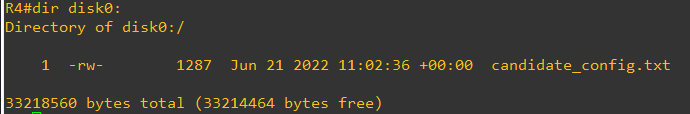 R4#dir disk0:
Directory of disk0:/
1 -rw- 1287 Jun 21 2022 11:02:36 +00:00 candidate_config.txt
33218560 bytes total (33214464 bytes free)